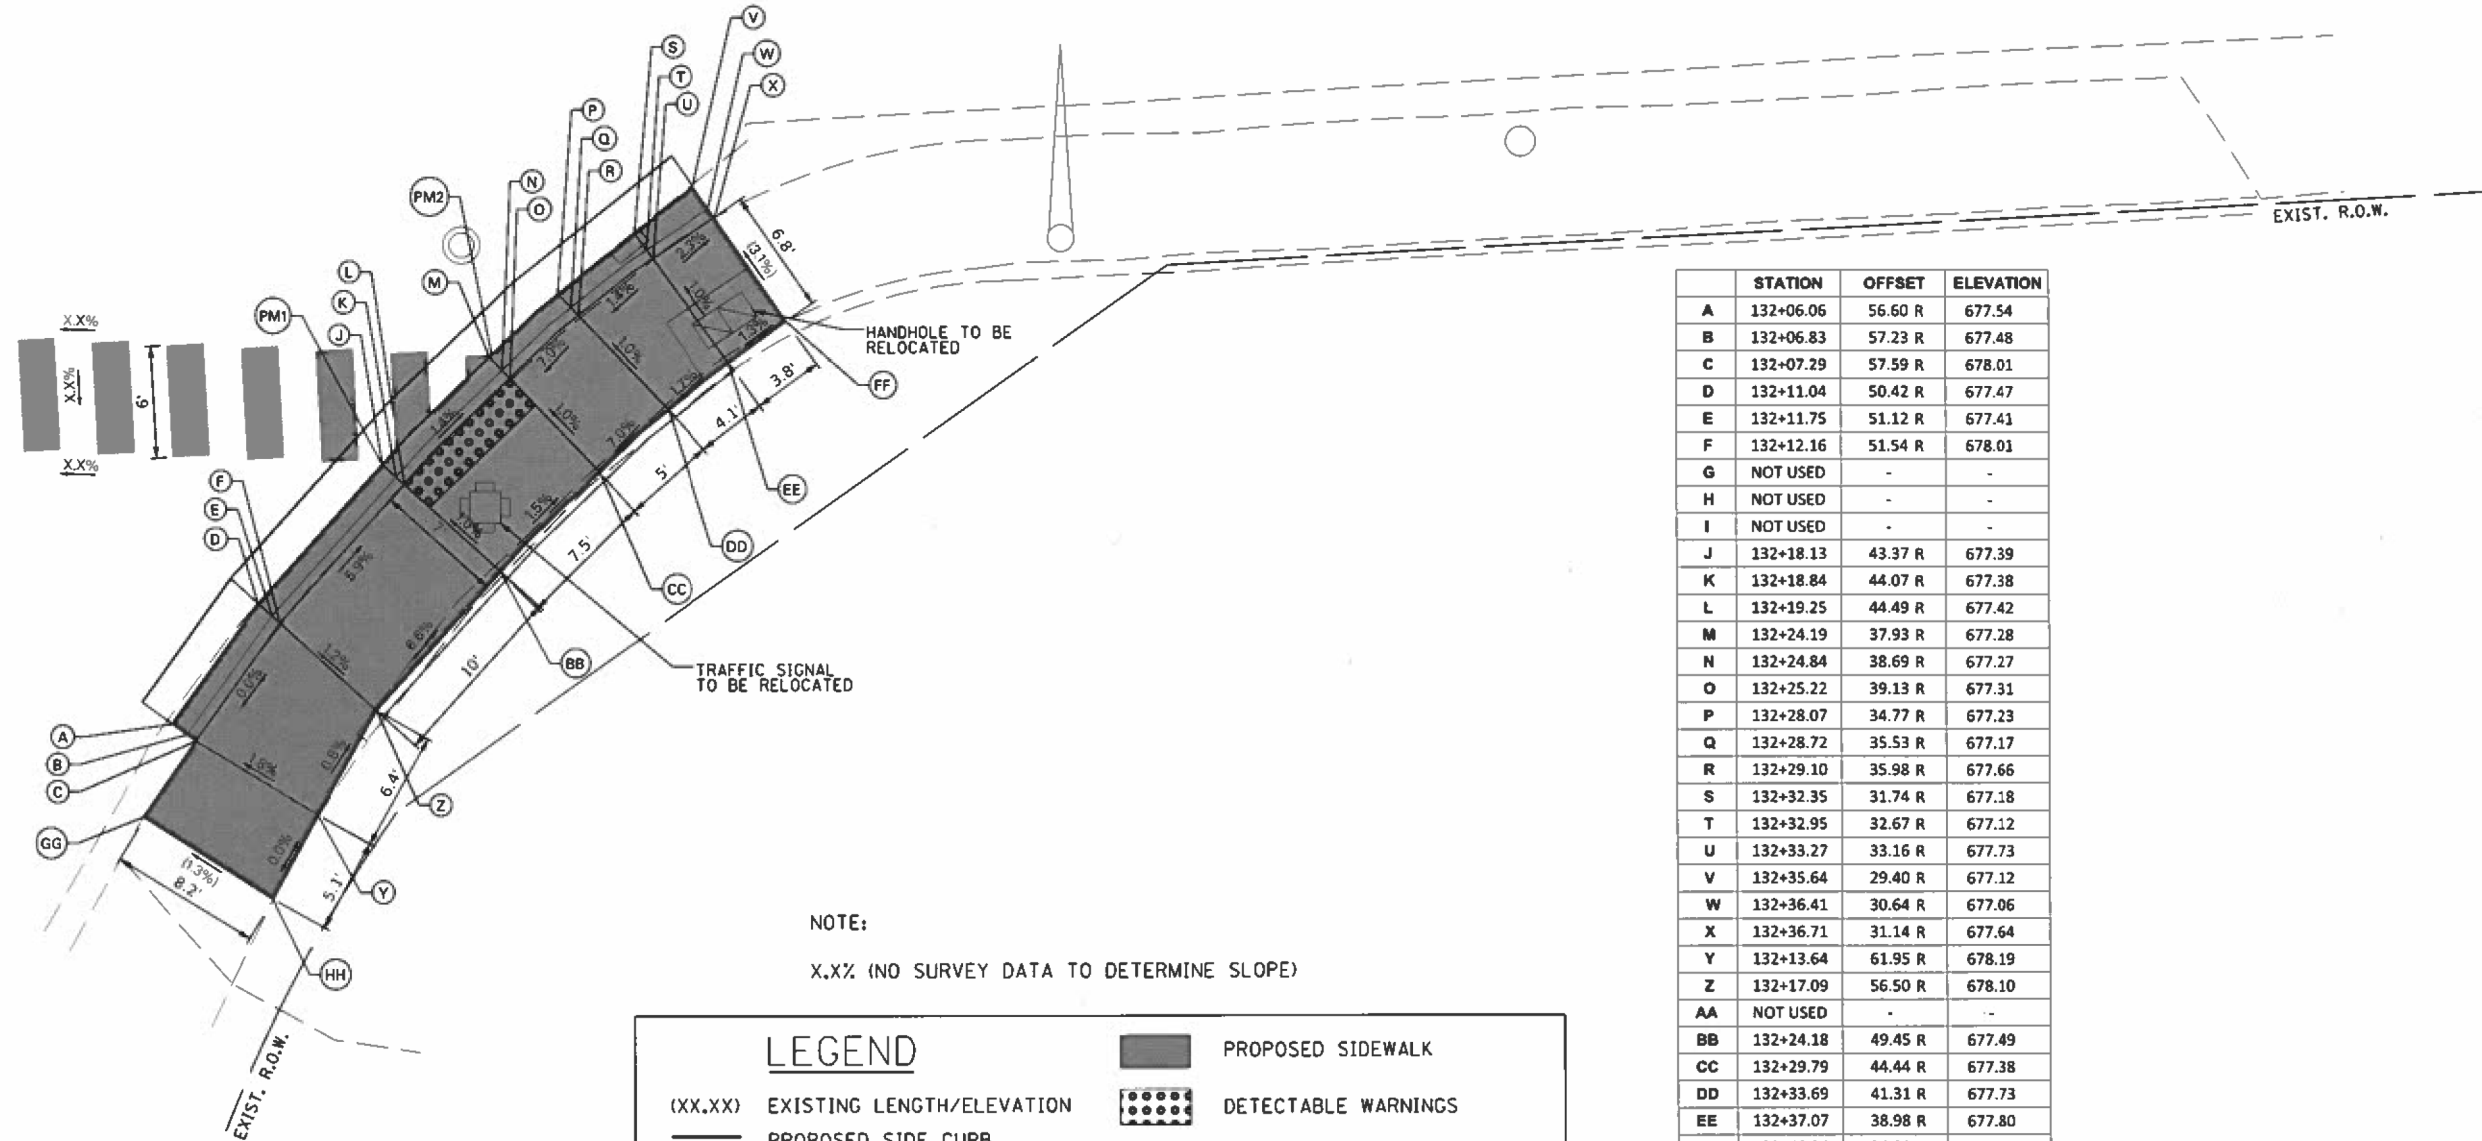 V
S
W
T
X
U
P
Q
R
N
PM2
O
L
M
K
PM1
J
F
E
D
A
B
C
GG
HH
Y
Z
BB
CC
DD
EE
FF
X.X%
X.X%
X.X%
6'
6.8'
(3.1%)
2.3%
1.4%
1.0%
7.0%
1.0%
1.3%
1.7%
3.8'
4.1'
1.4%
1.0%
7.0%
5'
1.5%
1.0%
7'
7.5'
5.9%
6.6%
10'
1.2%
0.0%
1.8%
0.8%
6.4'
0.0%
5.1'
(1.3%)
8.2'
HANDHOLE TO BE
RELOCATED
TRAFFIC SIGNAL
TO BE RELOCATED
EXIST. R.O.W.
EXIST. R.O.W.
NOTE:
X.X% (NO SURVEY DATA TO DETERMINE SLOPE)
LEGEND
PROPOSED SIDEWALK
(XX.XX) EXISTING LENGTH/ELEVATION
DETECTABLE WARNINGS
PROPOSED SIDE CURB
STATION OFFSET ELEVATION
A 132+06.06 56.60 R 677.54
B 132+06.83 57.23 R 677.48
C 132+07.29 57.59 R 678.01
D 132+11.04 50.42 R 677.47
E 132+11.75 51.12 R 677.41
F 132+12.16 51.54 R 678.01
G NOT USED - -
H NOT USED - -
I NOT USED - -
J 132+18.13 43.37 R 677.39
K 132+18.84 44.07 R 677.38
L 132+19.25 44.49 R 677.42
M 132+24.19 37.93 R 677.28
N 132+24.84 38.69 R 677.27
O 132+25.22 39.13 R 677.31
P 132+28.07 34.77 R 677.23
Q 132+28.72 35.53 R 677.17
R 132+29.10 35.98 R 677.66
S 132+32.35 31.74 R 677.18
T 132+32.95 32.67 R 677.12
U 132+33.27 33.16 R 677.73
V 132+35.64 29.40 R 677.12
W 132+36.41 30.64 R 677.06
X 132+36.71 31.14 R 677.64
Y 132+13.64 61.95 R 678.19
Z 132+17.09 56.50 R 678.10
AA NOT USED - -
BB 132+24.18 49.45 R 677.49
CC 132+29.79 44.44 R 677.38
DD 132+33.69 41.31 R 677.73
EE 132+37.07 38.98 R 677.80